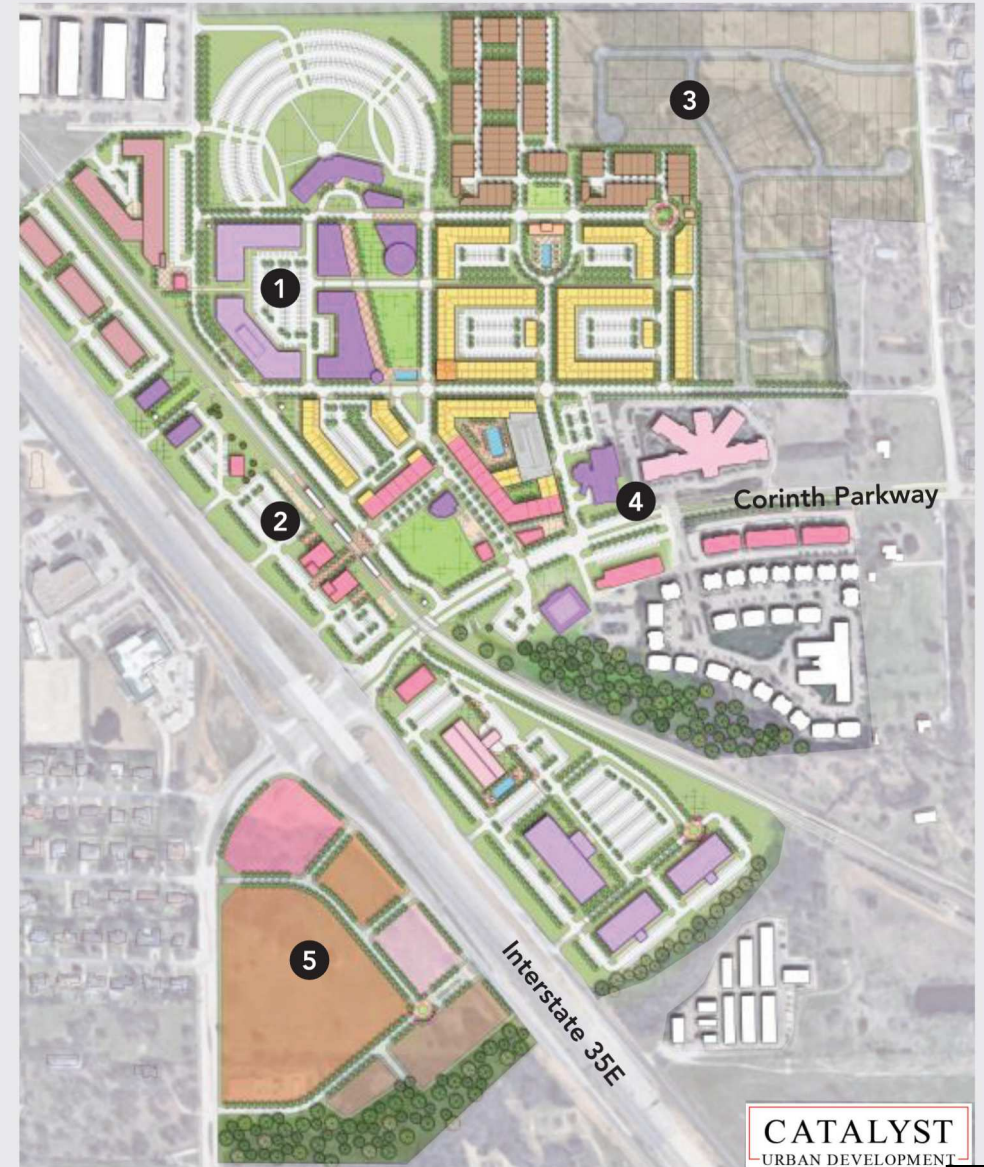 3
1
4
Corinth Parkway
2
5
Interstate 35E
CATALYST
URBAN DEVELOPMENT